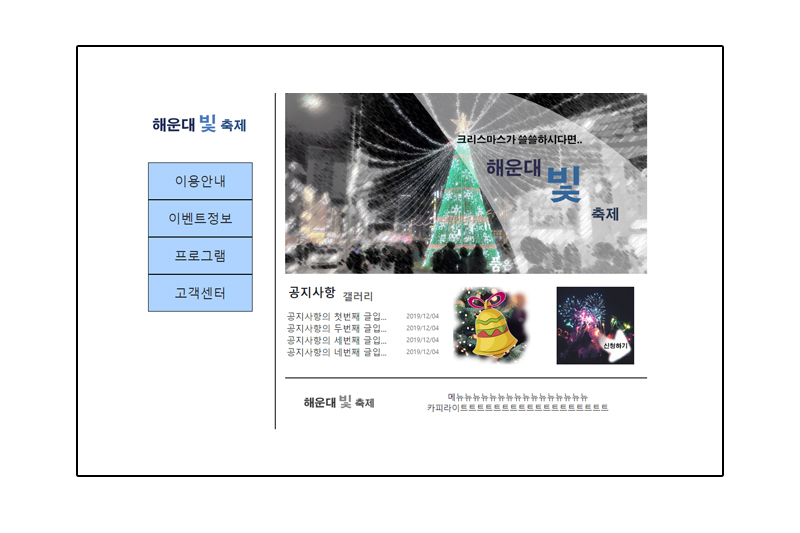 해운대 빛 축제
이용안내
이벤트정보
프로그램
고객센터
크리스마스가 쓸쓸하시다면..
해운대
빛
축제
품은
공지사항 갤러리
공지사항의 첫번째 글입... 2019/12/04
공지사항의 두번째 글입... 2019/12/04
공지사항의 세번째 글입... 2019/12/04
공지사항의 네번째 글입... 2019/12/04
신청하기
해운대 빛 축제
메뉴뉴뉴뉴뉴뉴뉴뉴뉴뉴뉴뉴뉴뉴뉴뉴
카피라이트트트트트트트트트트트트트트트트트트